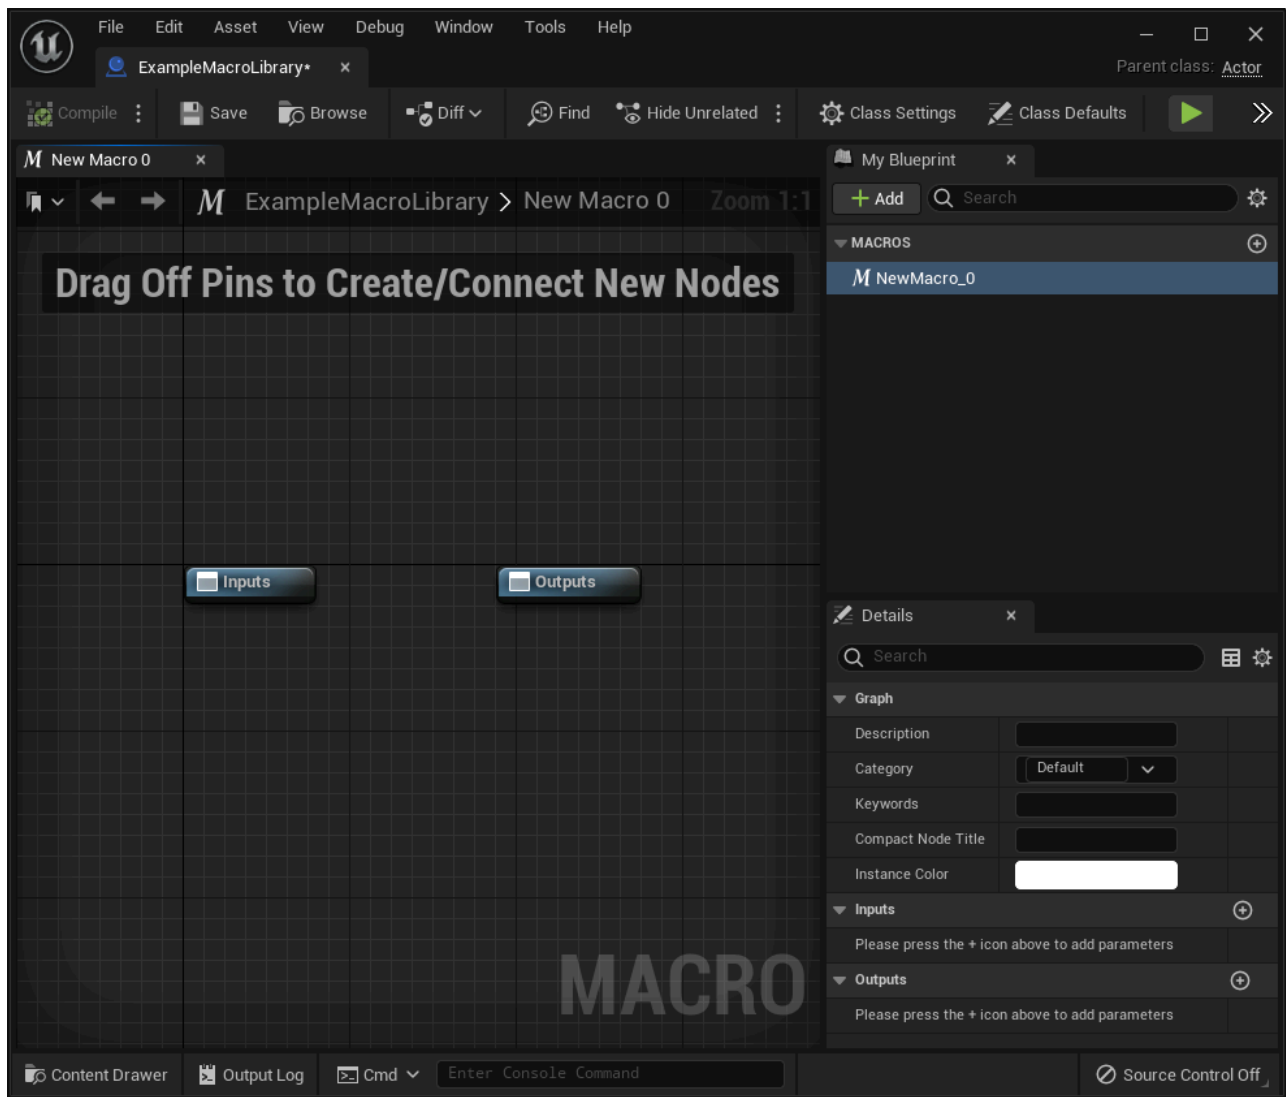 File Edit Asset View Debug Window Tools Help
ExampleMacroLibrary*
Parent class: Actor
Compile Save Browse Diff Find Hide Unrelated Class Settings Class Defaults
New Macro 0
My Blueprint
ExampleMacroLibrary > New Macro 0 Zoom 1:1
+ Add Search
MACROS
NewMacro_0
Drag Off Pins to Create/Connect New Nodes
Inputs
Outputs
MACRO
Details
Search
Graph
Description
Category Default
Keywords
Compact Node Title
Instance Color
Inputs
Please press the + icon above to add parameters
Outputs
Please press the + icon above to add parameters
Content Drawer Output Log Cmd Enter Console Command Source Control Off